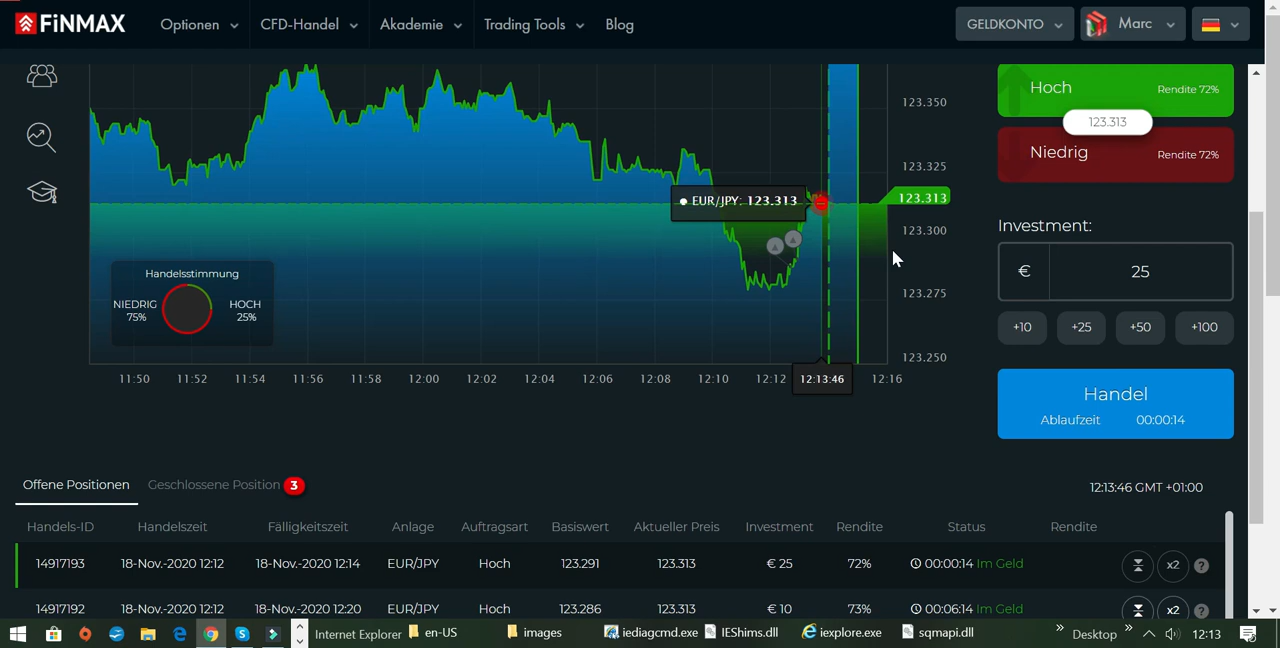 FiNMAX Optionen CFD-Handel Akademie Trading Tools Blog GELDKONTO Marc
123.350
123.325
EUR/JPY: 123.313
123.313
123.300
123.275
123.250
Handelsstimmung
NIEDRIG 75%
HOCH 25%
11:50 11:52 11:54 11:56 11:58 12:00 12:02 12:04 12:06 12:08 12:10 12:12 12:13:46 12:16
Hoch Rendite 72%
123.313
Niedrig Rendite 72%
Investment:
€ 25
+10 +25 +50 +100
Handel
Ablaufzeit 00:00:14
Offene Positionen Geschlossene Position 3 12:13:46 GMT +01:00
Handels-ID Handelszeit Fälligkeitszeit Anlage Auftragsart Basiswert Aktueller Preis Investment Rendite Status Rendite
14917193 18-Nov.-2020 12:12 18-Nov.-2020 12:14 EUR/JPY Hoch 123.291 123.313 € 25 72% 00:00:14 Im Geld x2 ?
14917192 18-Nov.-2020 12:12 18-Nov.-2020 12:20 EUR/JPY Hoch 123.286 123.313 € 10 73% 00:06:14 Im Geld x2 ?
Internet Explorer en-US images iediagcmd.exe IEShims.dll iexplore.exe sqmapi.dll Desktop 12:13